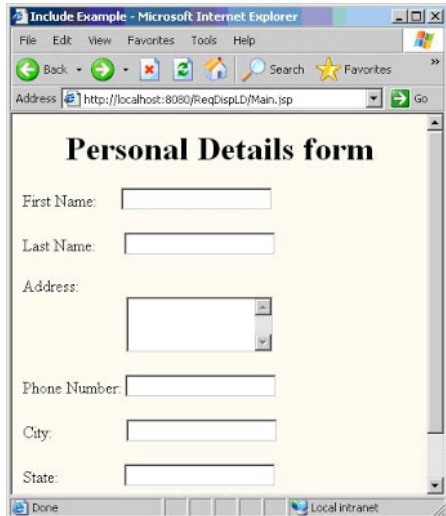 Include Example - Microsoft Internet Explorer
File Edit View Favorites Tools Help
Back Search Favorites »
Address http://localhost:8080/ReqDispLD/Main.jsp Go
Personal Details form
First Name:
Last Name:
Address:
Phone Number:
City:
State:
Done Local intranet